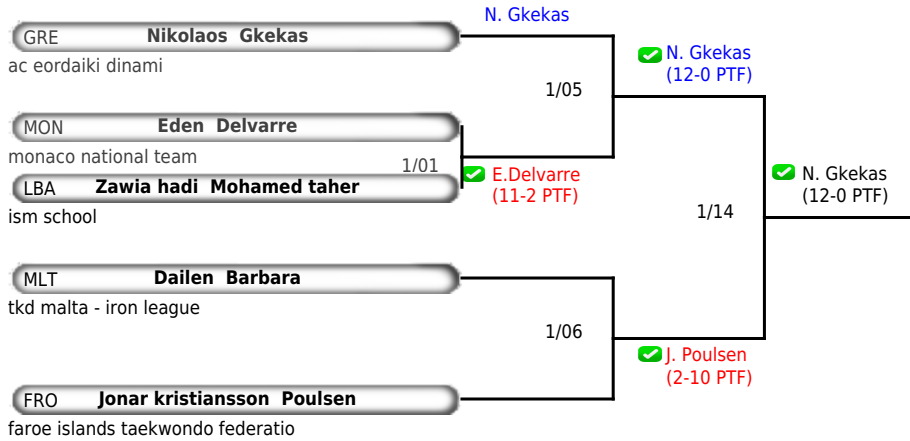 N. Gkekas
GRE Nikolaos Gkekas
ac eordaiki dinami
N. Gkekas
(12-0 PTF)
1/05
MON Eden Delvarre
monaco national team
1/01
E.Delvarre
(11-2 PTF)
LBA Zawia hadi Mohamed taher
ism school
N. Gkekas
(12-0 PTF)
1/14
MLT Dailen Barbara
tkd malta - iron league
1/06
J. Poulsen
(2-10 PTF)
FRO Jonar kristiansson Poulsen
faroe islands taekwondo federatio